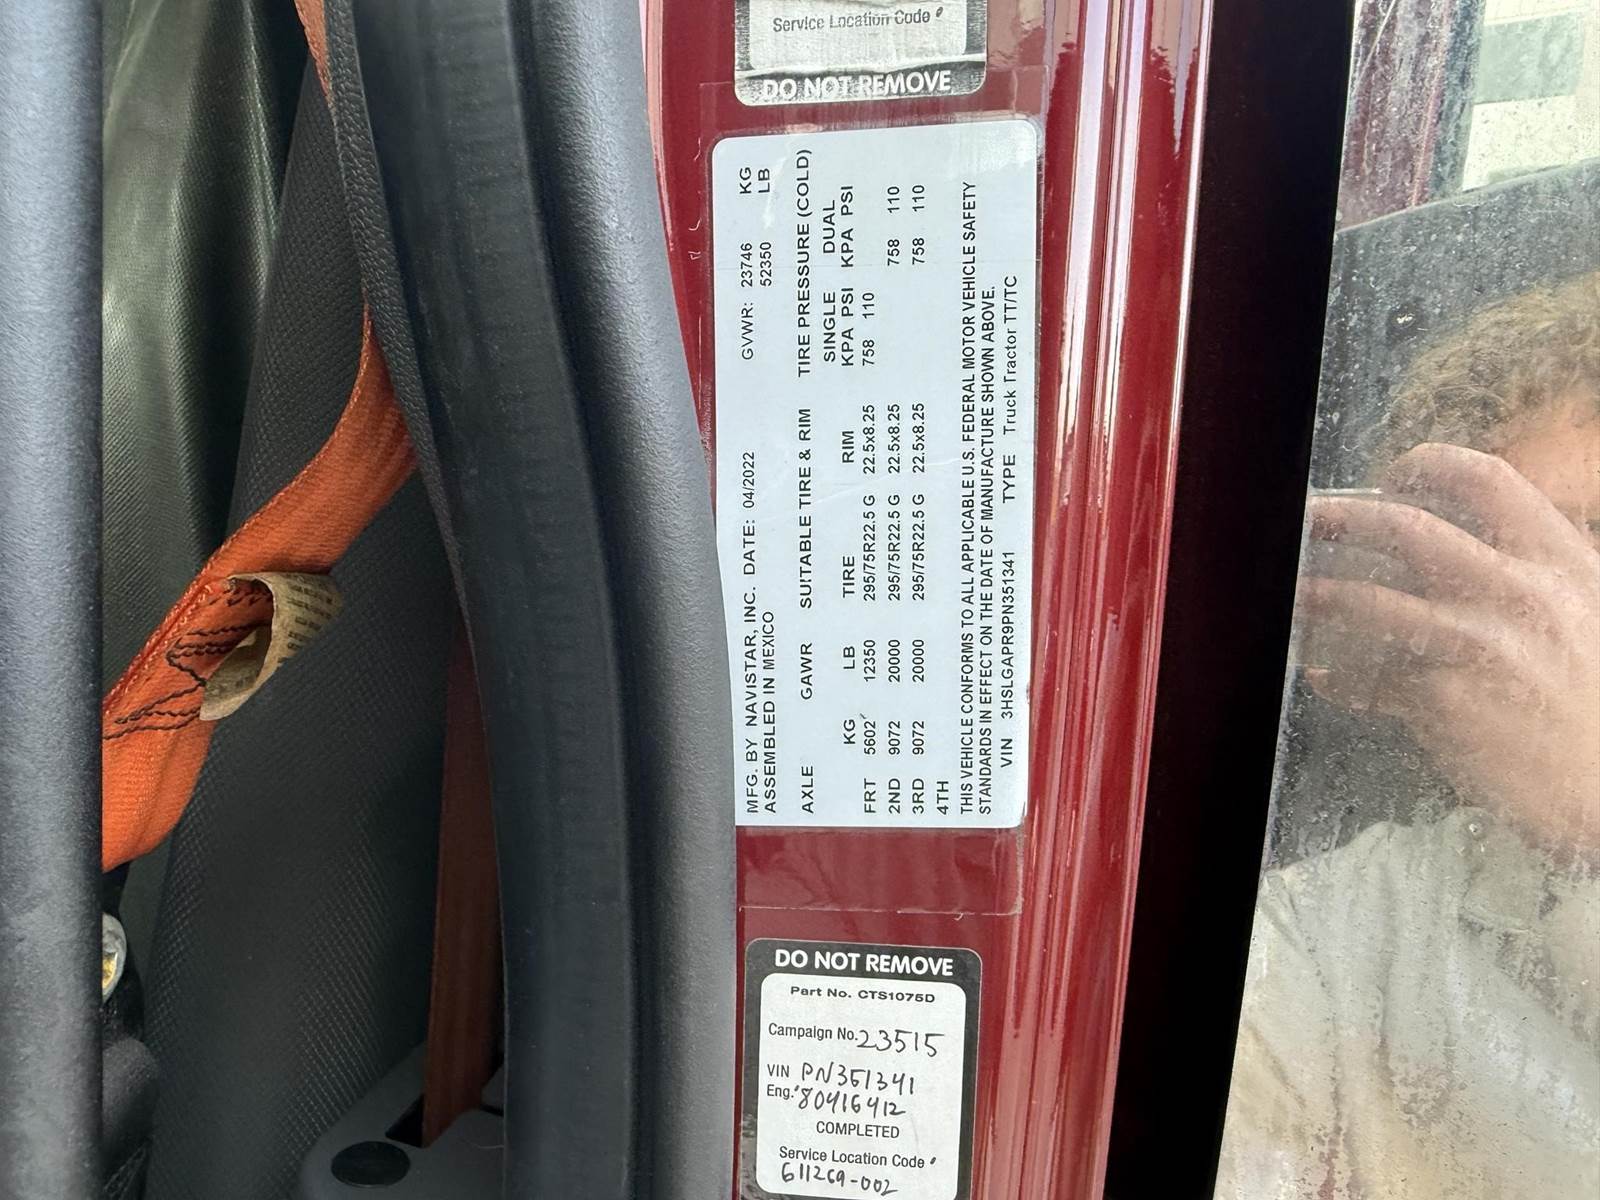 Service Location Code #
DO NOT REMOVE
MFG. BY NAVISTAR, INC. DATE: 04/2022 GVWR: 23746 KG
ASSEMBLED IN MEXICO 52350 LB
AXLE GAWR SUITABLE TIRE & RIM TIRE PRESSURE (COLD)
SINGLE DUAL
KG LB TIRE RIM KPA PSI KPA PSI
FRT 5602 12350 295/75R22.5 G 22.5x8.25 758 110
2ND 9072 20000 295/75R22.5 G 22.5x8.25 758 110
3RD 9072 20000 295/75R22.5 G 22.5x8.25 758 110
4TH
THIS VEHICLE CONFORMS TO ALL APPLICABLE U.S. FEDERAL MOTOR VEHICLE SAFETY
STANDARDS IN EFFECT ON THE DATE OF MANUFACTURE SHOWN ABOVE.
VIN 3HSLGAPR9PN351341 TYPE Truck Tractor TT/TC
DO NOT REMOVE
Part No. CTS1075D
Campaign No. 23515
VIN PN351341
Eng.# 80416412
COMPLETED
Service Location Code #
611269-002